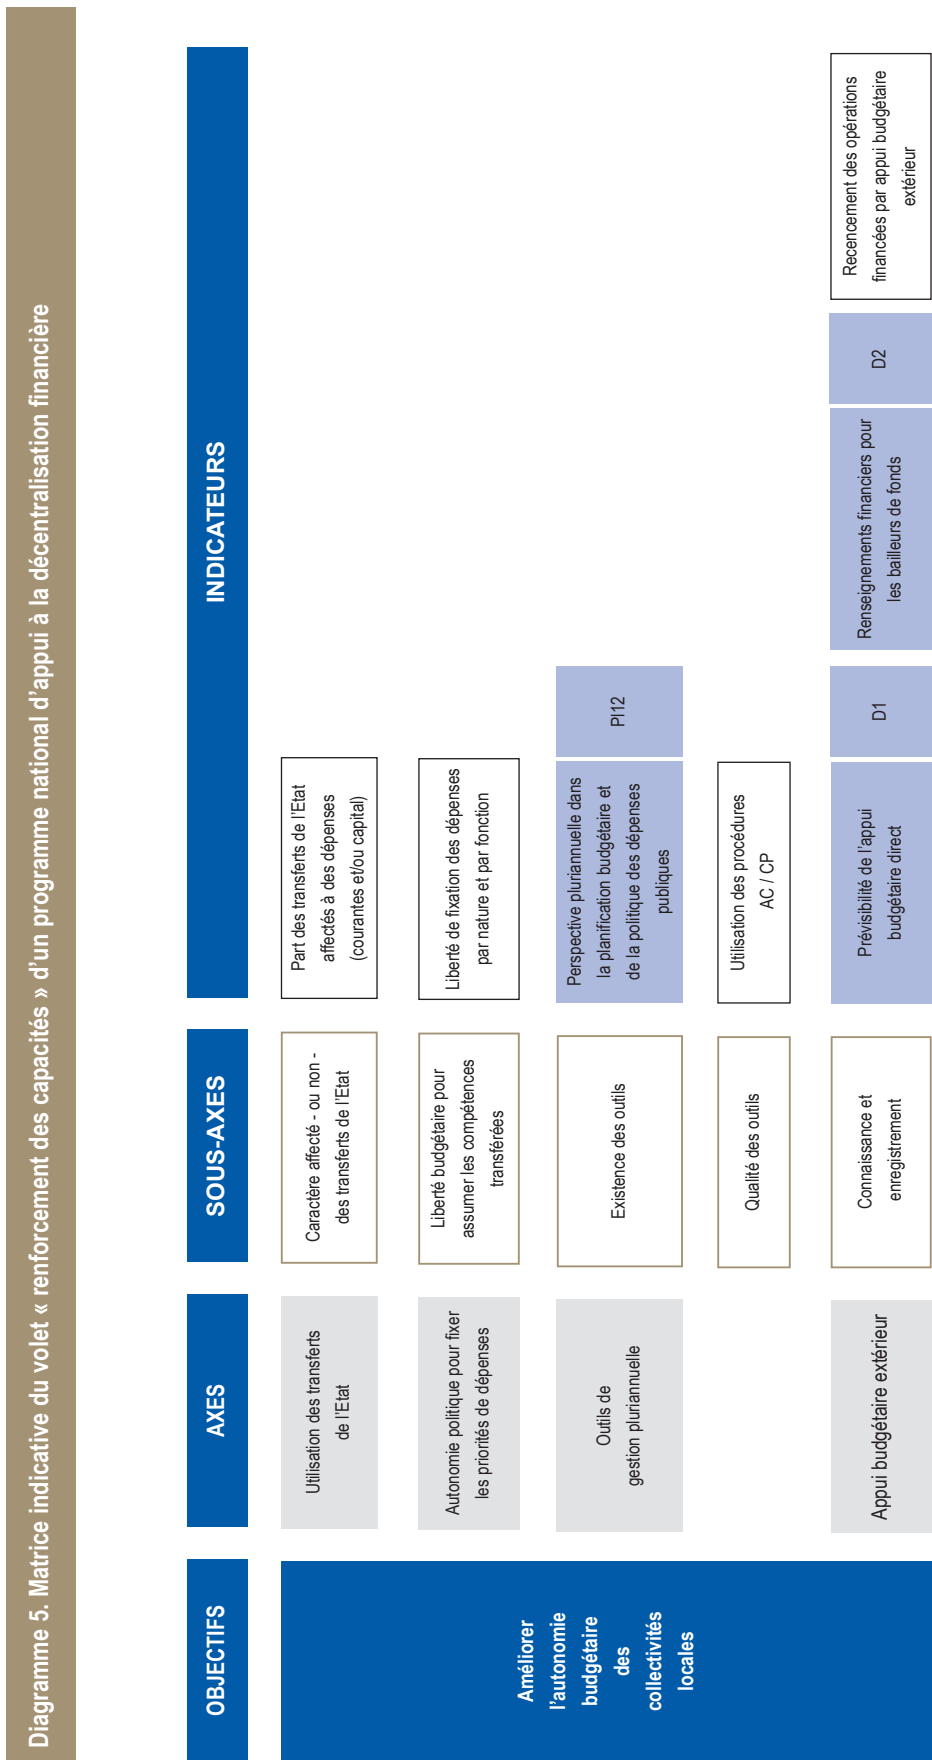 Diagramme 5. Matrice indicative du volet « renforcement des capacités » d’un programme national d’appui à la décentralisation financière
OBJECTIFS
AXES
SOUS-AXES
INDICATEURS
Améliorer
l’autonomie
budgétaire
des
collectivités
locales
Utilisation des transferts
de l’Etat
Caractère affecté - ou non -
des transferts de l’Etat
Part des transferts de l’Etat
affectés à des dépenses
(courantes et/ou capital)
Autonomie politique pour fixer
les priorités de dépenses
Liberté budgétaire pour
assumer les compétences
transférées
Liberté de fixation des dépenses
par nature et par fonction
Outils de
gestion pluriannuelle
Existence des outils
Perspective pluriannuelle dans
la planification budgétaire et
de la politique des dépenses
publiques
PI12
Qualité des outils
Utilisation des procédures
AC / CP
Appui budgétaire extérieur
Connaissance et
enregistrement
Prévisibilité de l’appui
budgétaire direct
D1
Renseignements financiers pour
les bailleurs de fonds
D2
Recencement des opérations
financées par appui budgétaire
extérieur